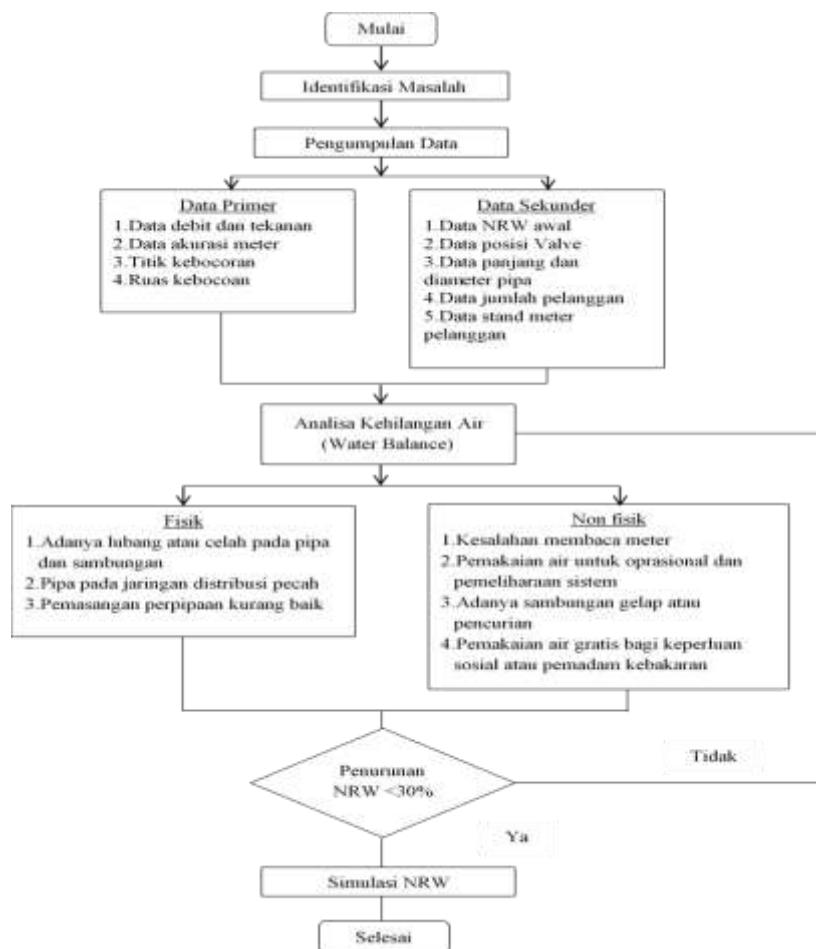 Mulai
Identifikasi Masalah
Pengumpulan Data
Data Primer
1.Data debit dan tekanan
2.Data akurasi meter
3.Titik kebocoran
4.Ruas kebocoan
Data Sekunder
1.Data NRW awal
2.Data posisi Valve
3.Data panjang dan
diameter pipa
4.Data jumlah pelanggan
5.Data stand meter
pelanggan
Analisa Kehilangan Air
(Water Balance)
Fisik
1.Adanya lubang atau celah pada pipa
dan sambungan
2.Pipa pada jaringan distribusi pecah
3.Pemasangan perpipaan kurang baik
Non fisik
1.Kesalahan membaca meter
2.Pemakaian air untuk oprasional dan
pemeliharaan sistem
3.Adanya sambungan gelap atau
pencurian
4.Pemakaian air gratis bagi keperluan
sosial atau pemadam kebakaran
Penurunan
NRW <30%
Tidak
Ya
Simulasi NRW
Selesai